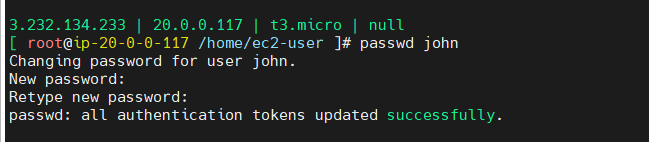 3.232.134.233 | 20.0.0.117 | t3.micro | null
[ root@ip-20-0-0-117 /home/ec2-user ]# passwd john
Changing password for user john.
New password:
Retype new password:
passwd: all authentication tokens updated successfully.